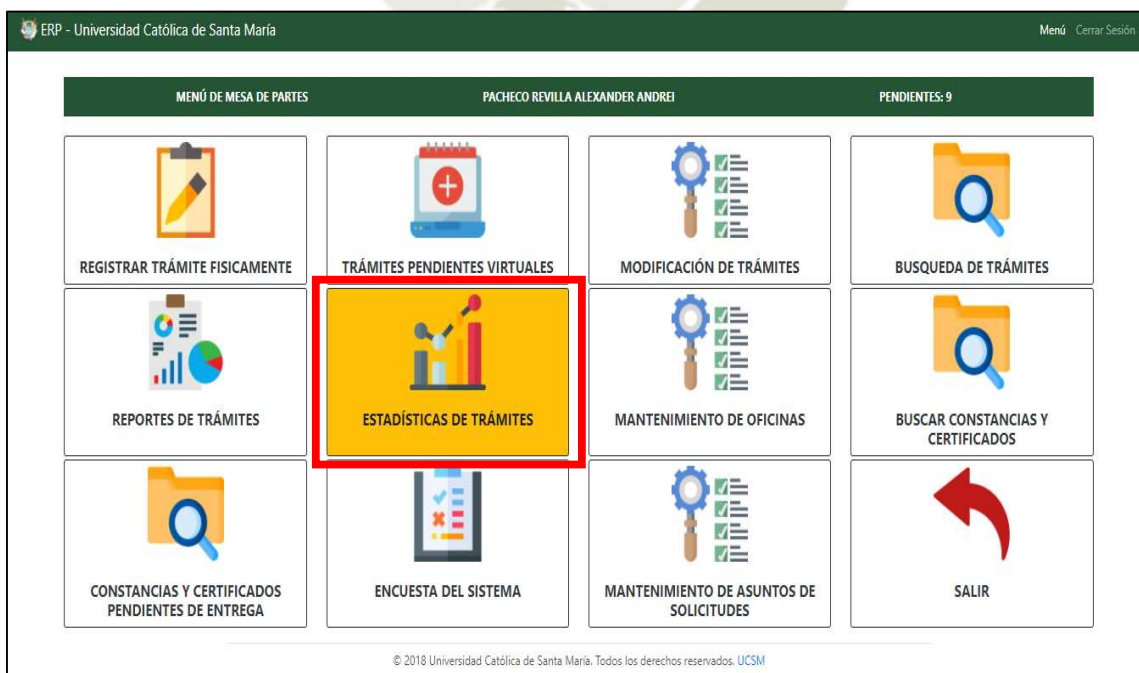 ERP - Universidad Católica de Santa María
Menú Cerrar Sesión
MENÚ DE MESA DE PARTES
PACHECO REVILLA ALEXANDER ANDREI
PENDIENTES: 9
REGISTRAR TRÁMITE FISICAMENTE
TRÁMITES PENDIENTES VIRTUALES
MODIFICACIÓN DE TRÁMITES
BUSQUEDA DE TRÁMITES
REPORTES DE TRÁMITES
ESTADÍSTICAS DE TRÁMITES
MANTENIMIENTO DE OFICINAS
BUSCAR CONSTANCIAS Y
CERTIFICADOS
CONSTANCIAS Y CERTIFICADOS
PENDIENTES DE ENTREGA
ENCUESTA DEL SISTEMA
MANTENIMIENTO DE ASUNTOS DE
SOLICITUDES
SALIR
© 2018 Universidad Católica de Santa María. Todos los derechos reservados. UCSM